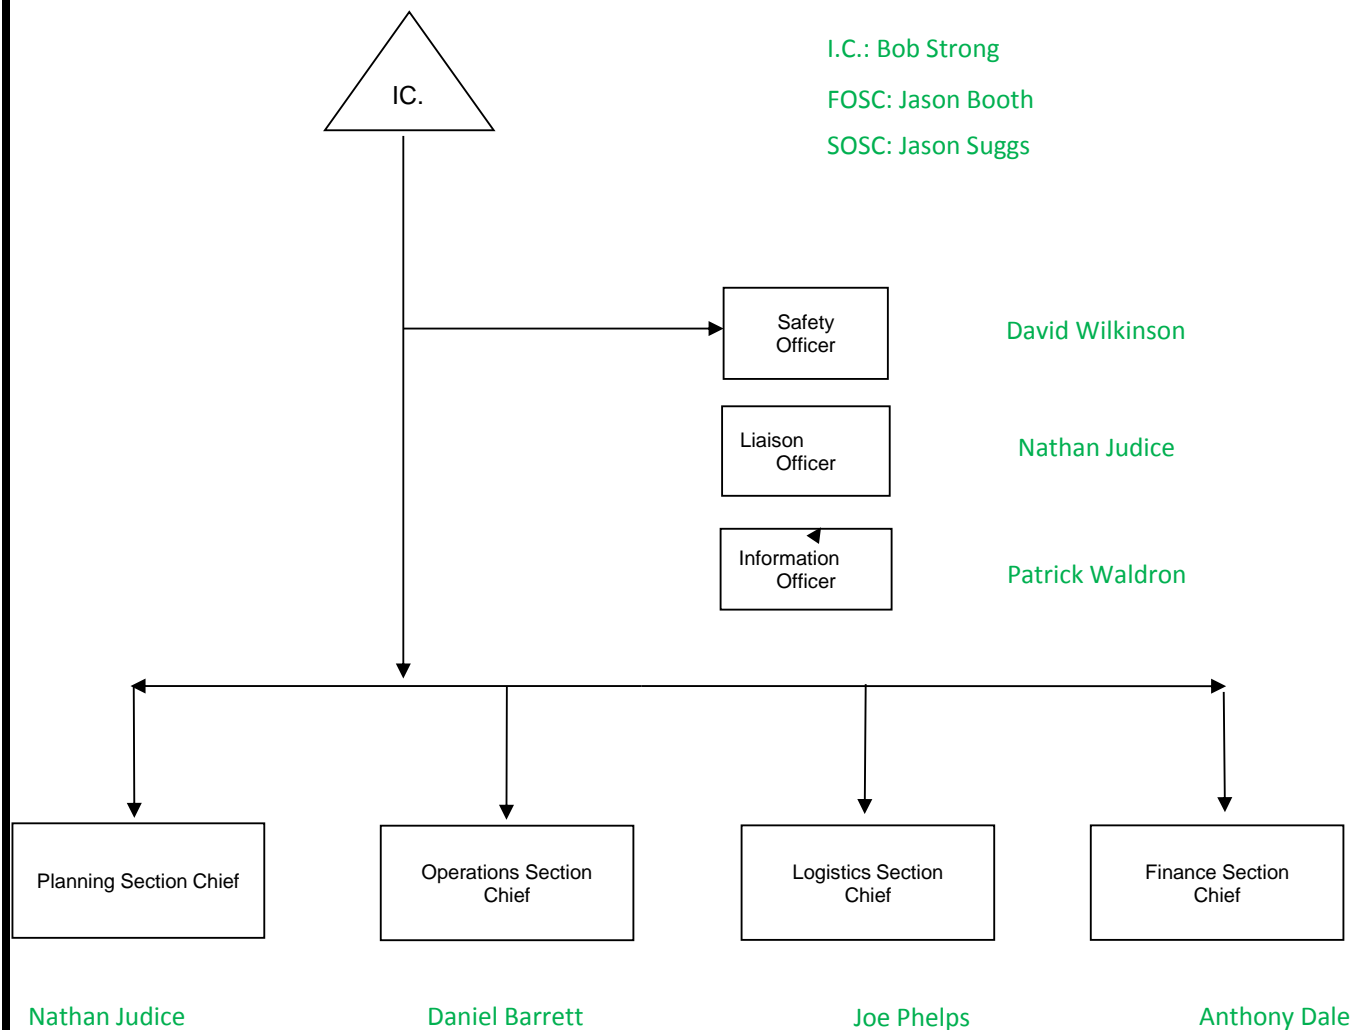 I.C.: Bob Strong
IC.
FOSC: Jason Booth
SOSC: Jason Suggs
Safety
Officer
David Wilkinson
Liaison
Officer
Nathan Judice
Information
Officer
Patrick Waldron
Planning Section Chief
Operations Section
Chief
Logistics Section
Chief
Finance Section
Chief
Nathan Judice
Daniel Barrett
Joe Phelps
Anthony Dale